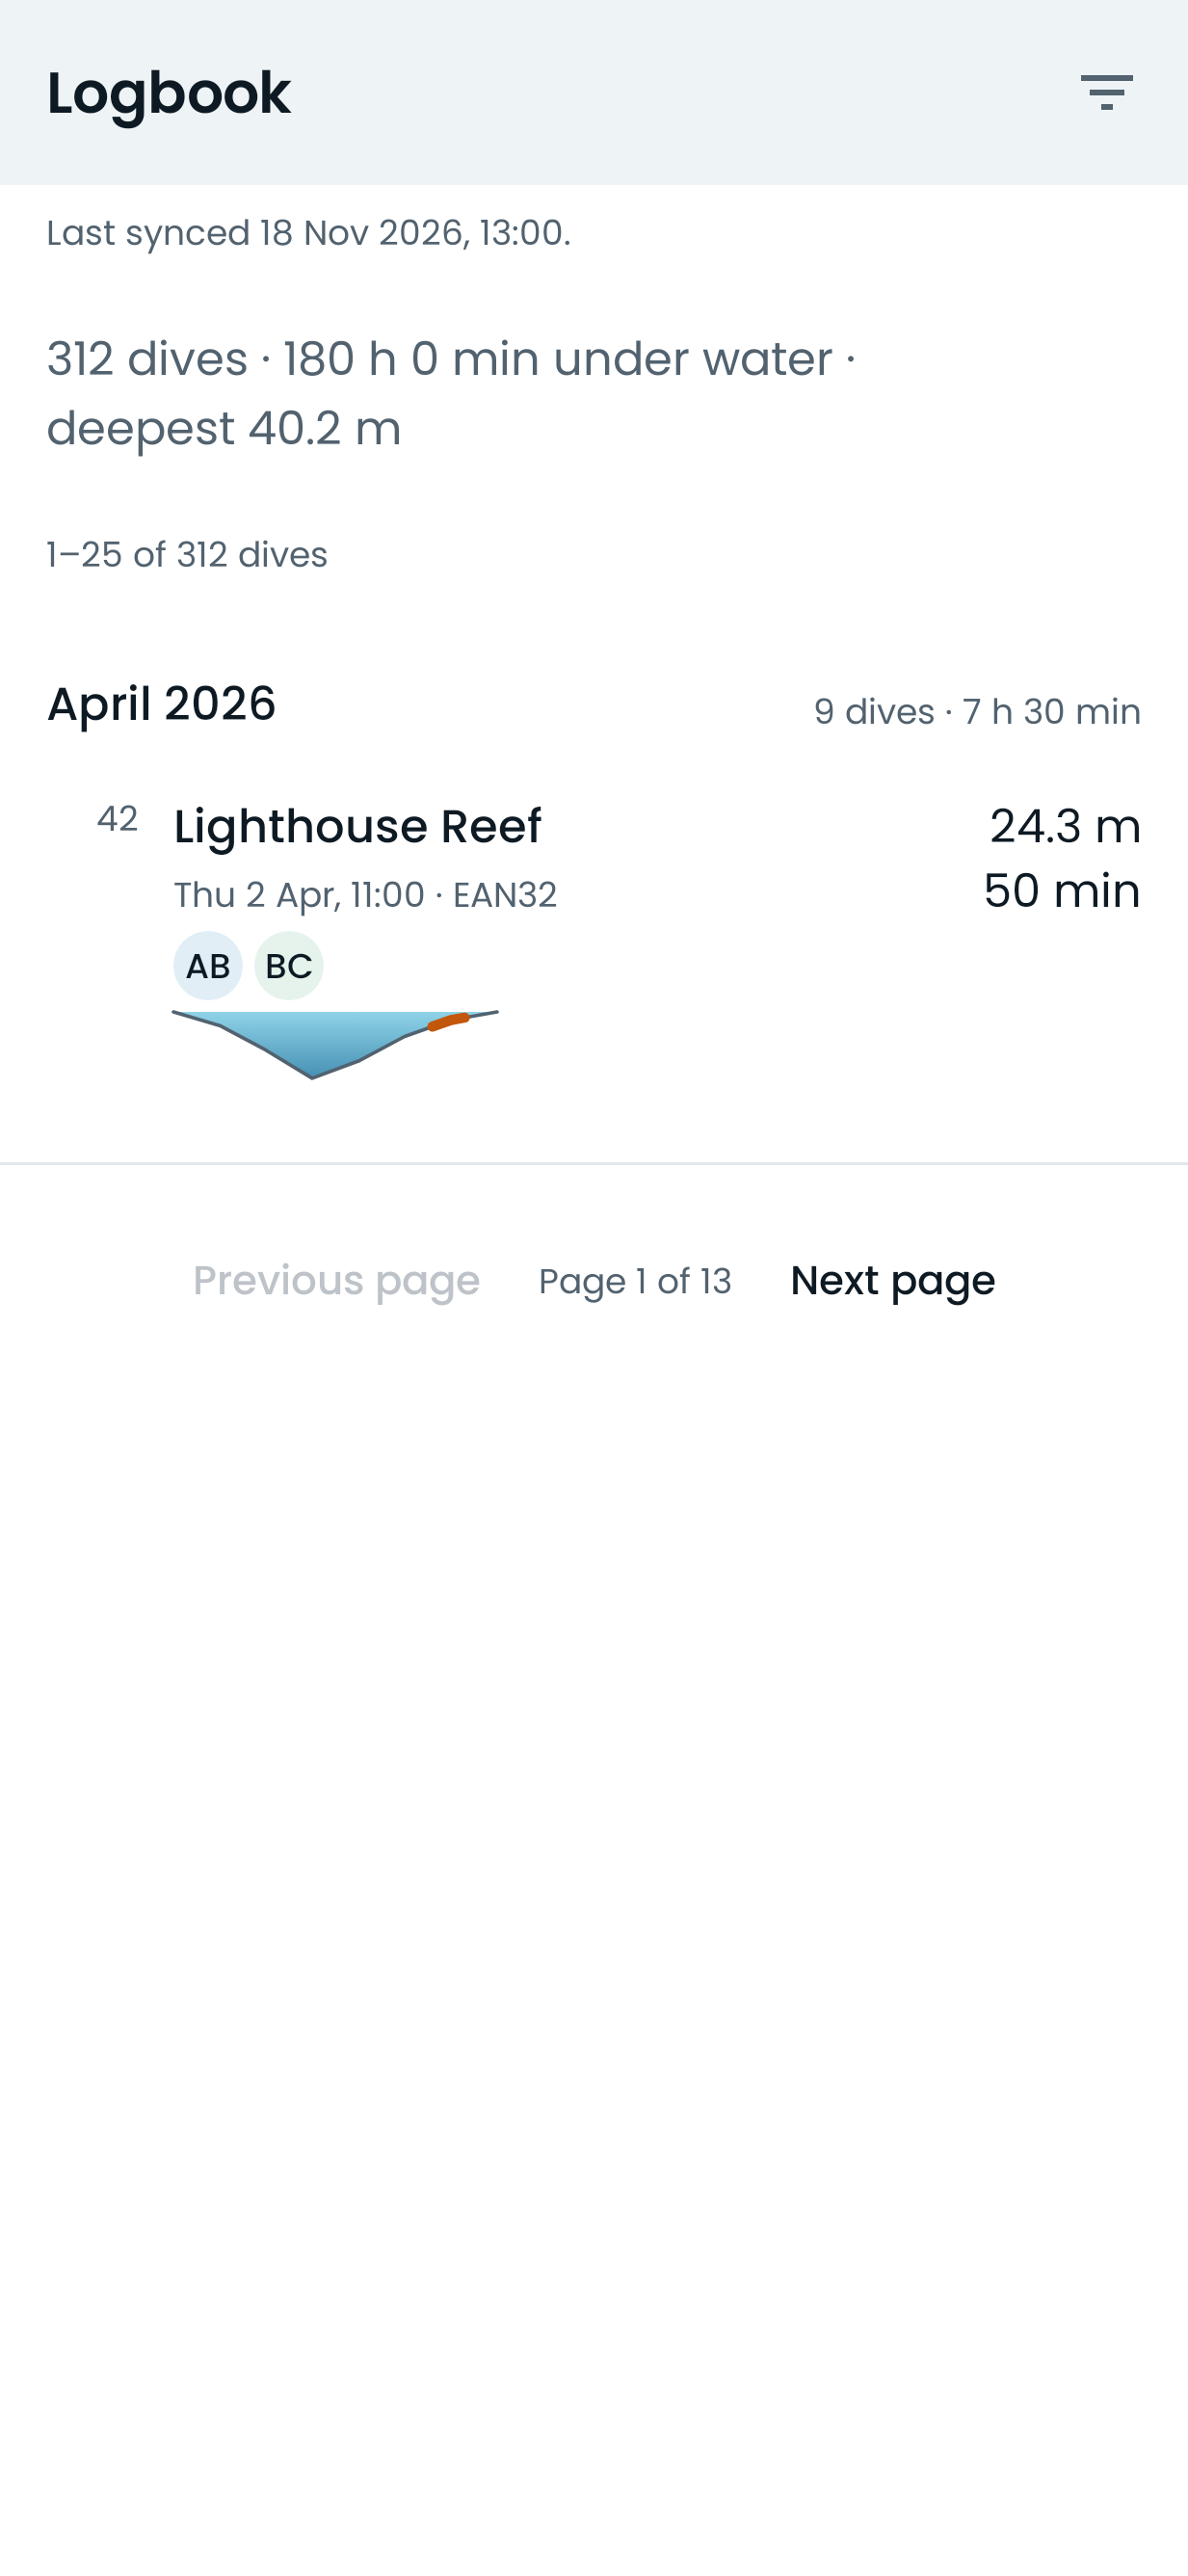 Logbook
Last synced 18 Nov 2026, 13:00.
312 dives · 180 h 0 min under water ·
deepest 40.2 m
1–25 of 312 dives
April 2026
9 dives · 7 h 30 min
42
Lighthouse Reef
24.3 m
Thu 2 Apr, 11:00 · EAN32
50 min
AB BC
Previous page
Page 1 of 13
Next page